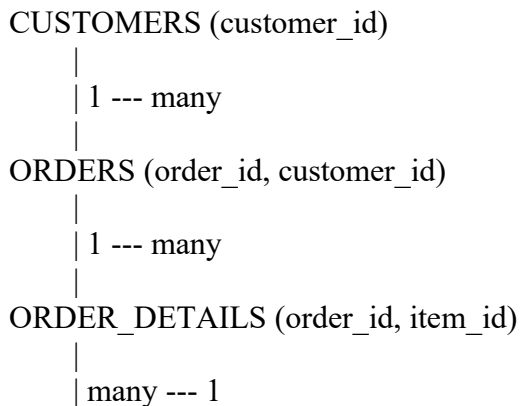 CUSTOMERS (customer_id)
|
| 1 --- many
|
ORDERS (order_id, customer_id)
|
| 1 --- many
|
ORDER_DETAILS (order_id, item_id)
|
| many --- 1